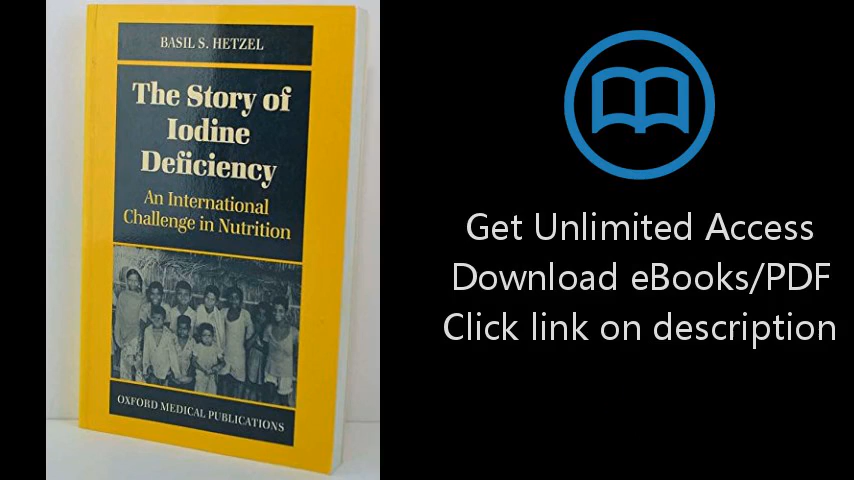 BASIL S. HETZEL
The Story of
Iodine
Deficiency
An International
Challenge in Nutrition
OXFORD MEDICAL PUBLICATIONS
Get Unlimited Access
Download eBooks/PDF
Click link on description